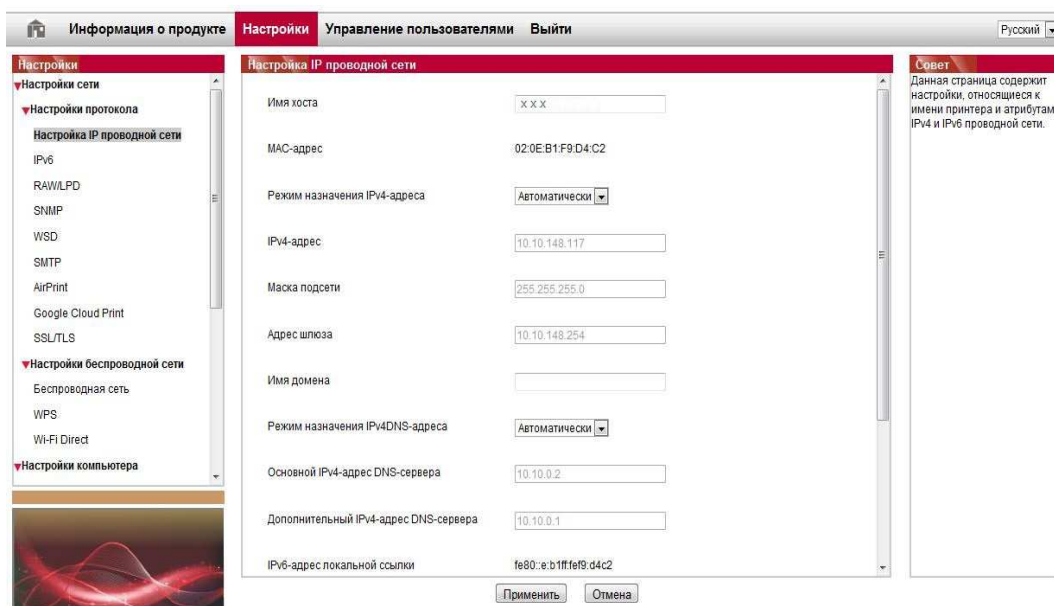 Информация о продукте Настройки Управление пользователями Выйти Русский
Настройки
Настройки сети
Настройки протокола
Настройка IP проводной сети
IPv6
RAW/LPD
SNMP
WSD
SMTP
AirPrint
Google Cloud Print
SSL/TLS
Настройки беспроводной сети
Беспроводная сеть
WPS
Wi-Fi Direct
Настройки компьютера
Настройка IP проводной сети
Имя хоста x x x
MAC-адрес 02:0E:B1:F9:D4:C2
Режим назначения IPv4-адреса Автоматически
IPv4-адрес 10.10.148.117
Маска подсети 255.255.255.0
Адрес шлюза 10.10.148.254
Имя домена
Режим назначения IPv4DNS-адреса Автоматически
Основной IPv4-адрес DNS-сервера 10.10.0.2
Дополнительный IPv4-адрес DNS-сервера 10.10.0.1
IPv6-адрес локальной ссылки fe80::e:b1ff:fef9:d4c2
Применить Отмена
Совет
Данная страница содержит
настройки, относящиеся к
имени принтера и атрибутам
IPv4 и IPv6 проводной сети.